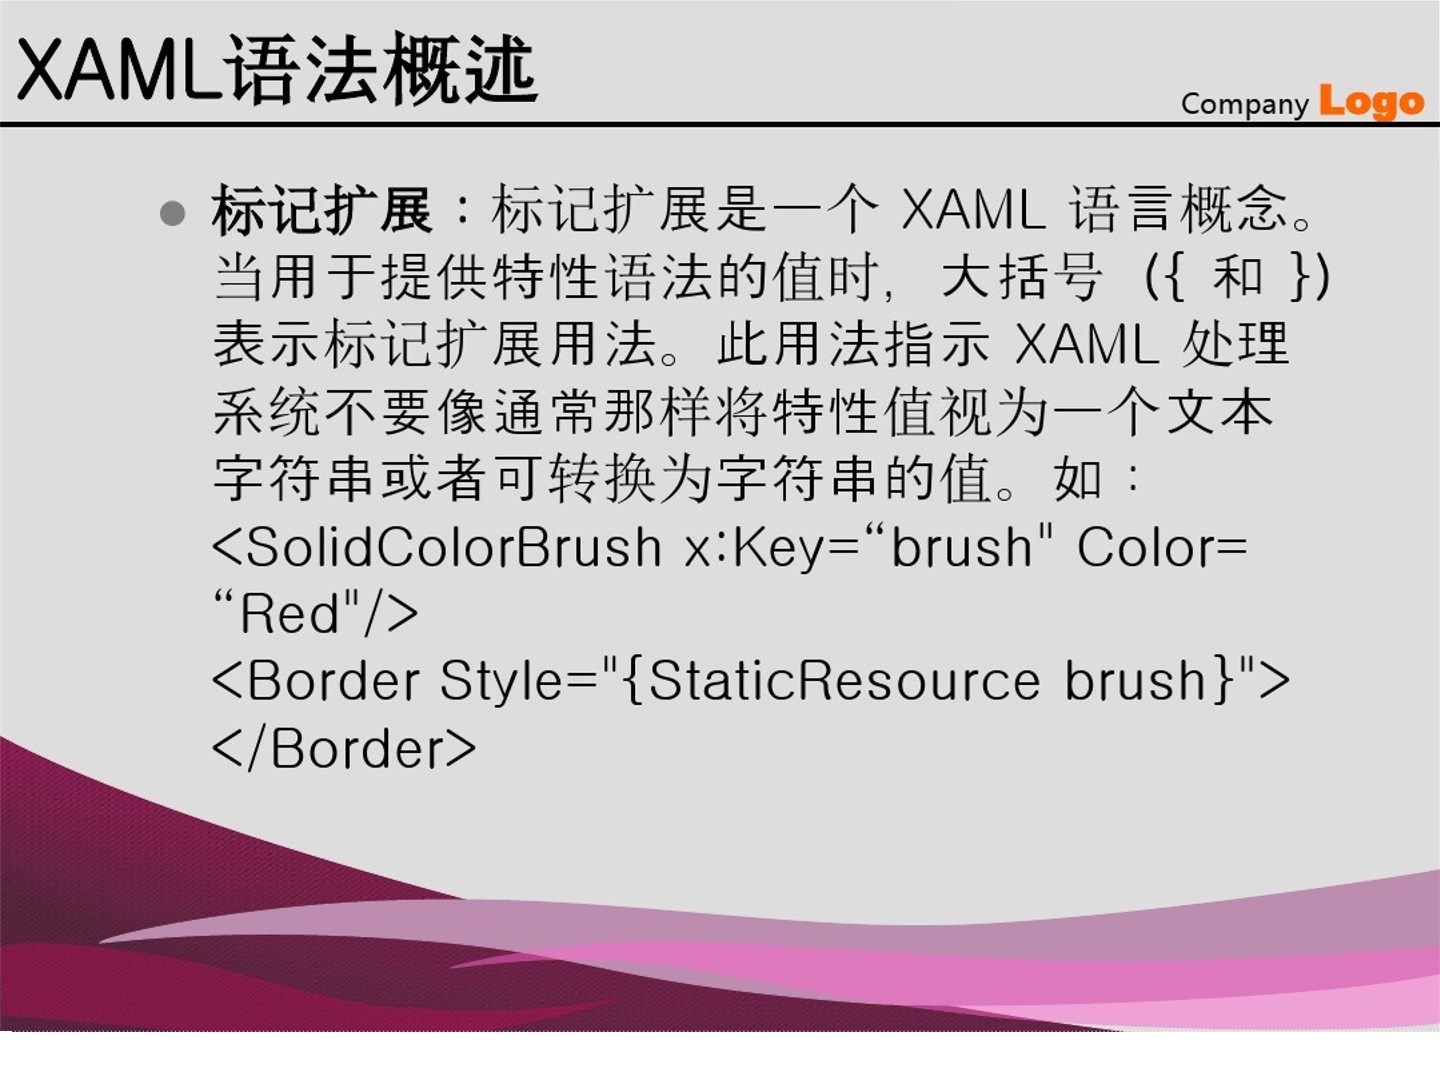 XAML语法概述
Company Logo
标记扩展：标记扩展是一个 XAML 语言概念。
当用于提供特性语法的值时，大括号 ({ 和 })
表示标记扩展用法。此用法指示 XAML 处理
系统不要像通常那样将特性值视为一个文本
字符串或者可转换为字符串的值。如：
<SolidColorBrush x:Key=“brush" Color=
“Red"/>
<Border Style="{StaticResource brush}">
</Border>